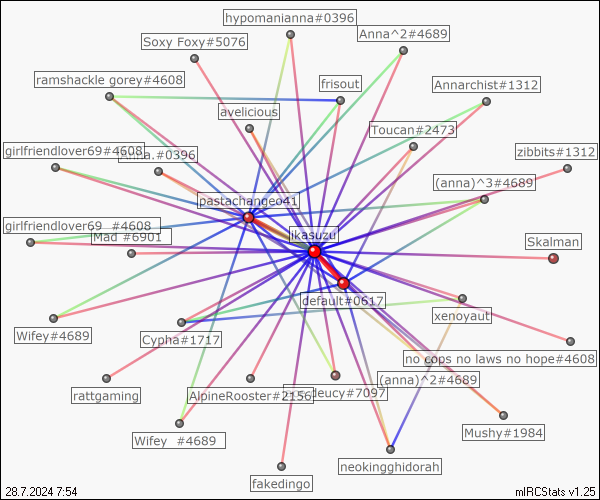 hypomanianna#0396
Anna^2#4689
Soxy Foxy#5076
ramshackle gorey#4608
frisout
Annarchist#1312
avelicious
Toucan#2473
girlfriendlover69#4608
#0396
zibbits#1312
(anna)^3#4689
pastachangeo41
girlfriendlover69 #4608
Mad #6901
ikasuzu
Skalman
default#0617
xenoyaut
Wifey#4689
Cypha#1717
no cops no laws no hope#4608
(anna)^2#4689
rattgaming
AlpineRooster#2156
deucy#7097
Mushy#1984
Wifey #4689
neokingghidorah
fakedingo
28.7.2024 7:54
mIRCStats v1.25